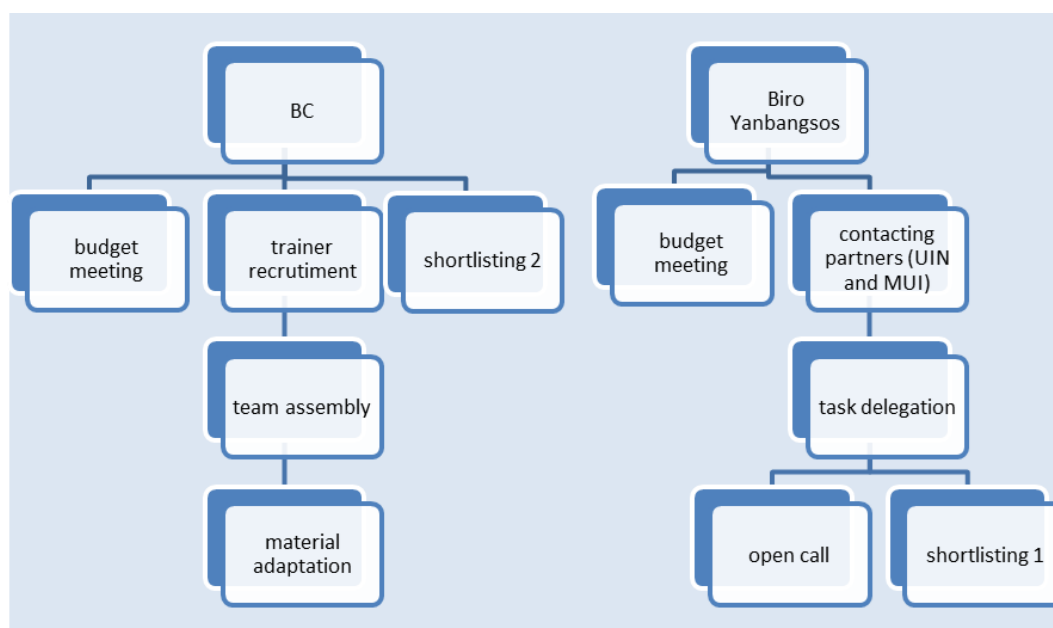 BC
Biro
Yanbangsos
budget
meeting
trainer
recrutiment
shortlisting 2
budget
meeting
contacting
partners (UIN
and MUI)
team assembly
task delegation
material
adaptation
open call
shortlisting 1